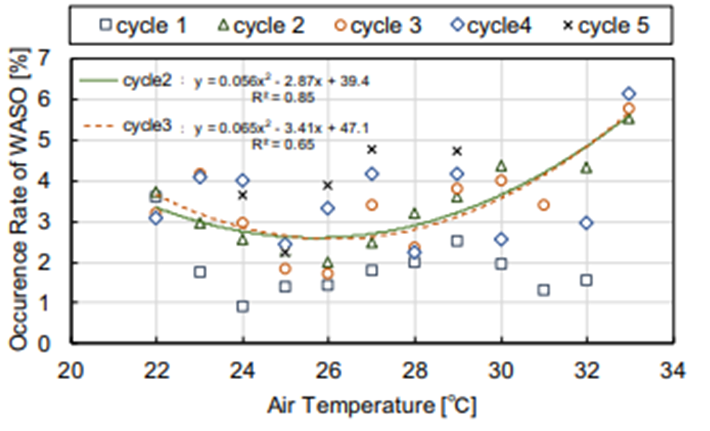 cycle 1 cycle 2 cycle 3 cycle4 cycle 5
Occurence Rate of WASO [%]
7
6
5
4
3
2
1
0
cycle2 : y = 0.056x² - 2.87x + 39.4
R² = 0.85
cycle3 : y = 0.065x² - 3.41x + 47.1
R² = 0.65
20 22 24 26 28 30 32 34
Air Temperature [°C]